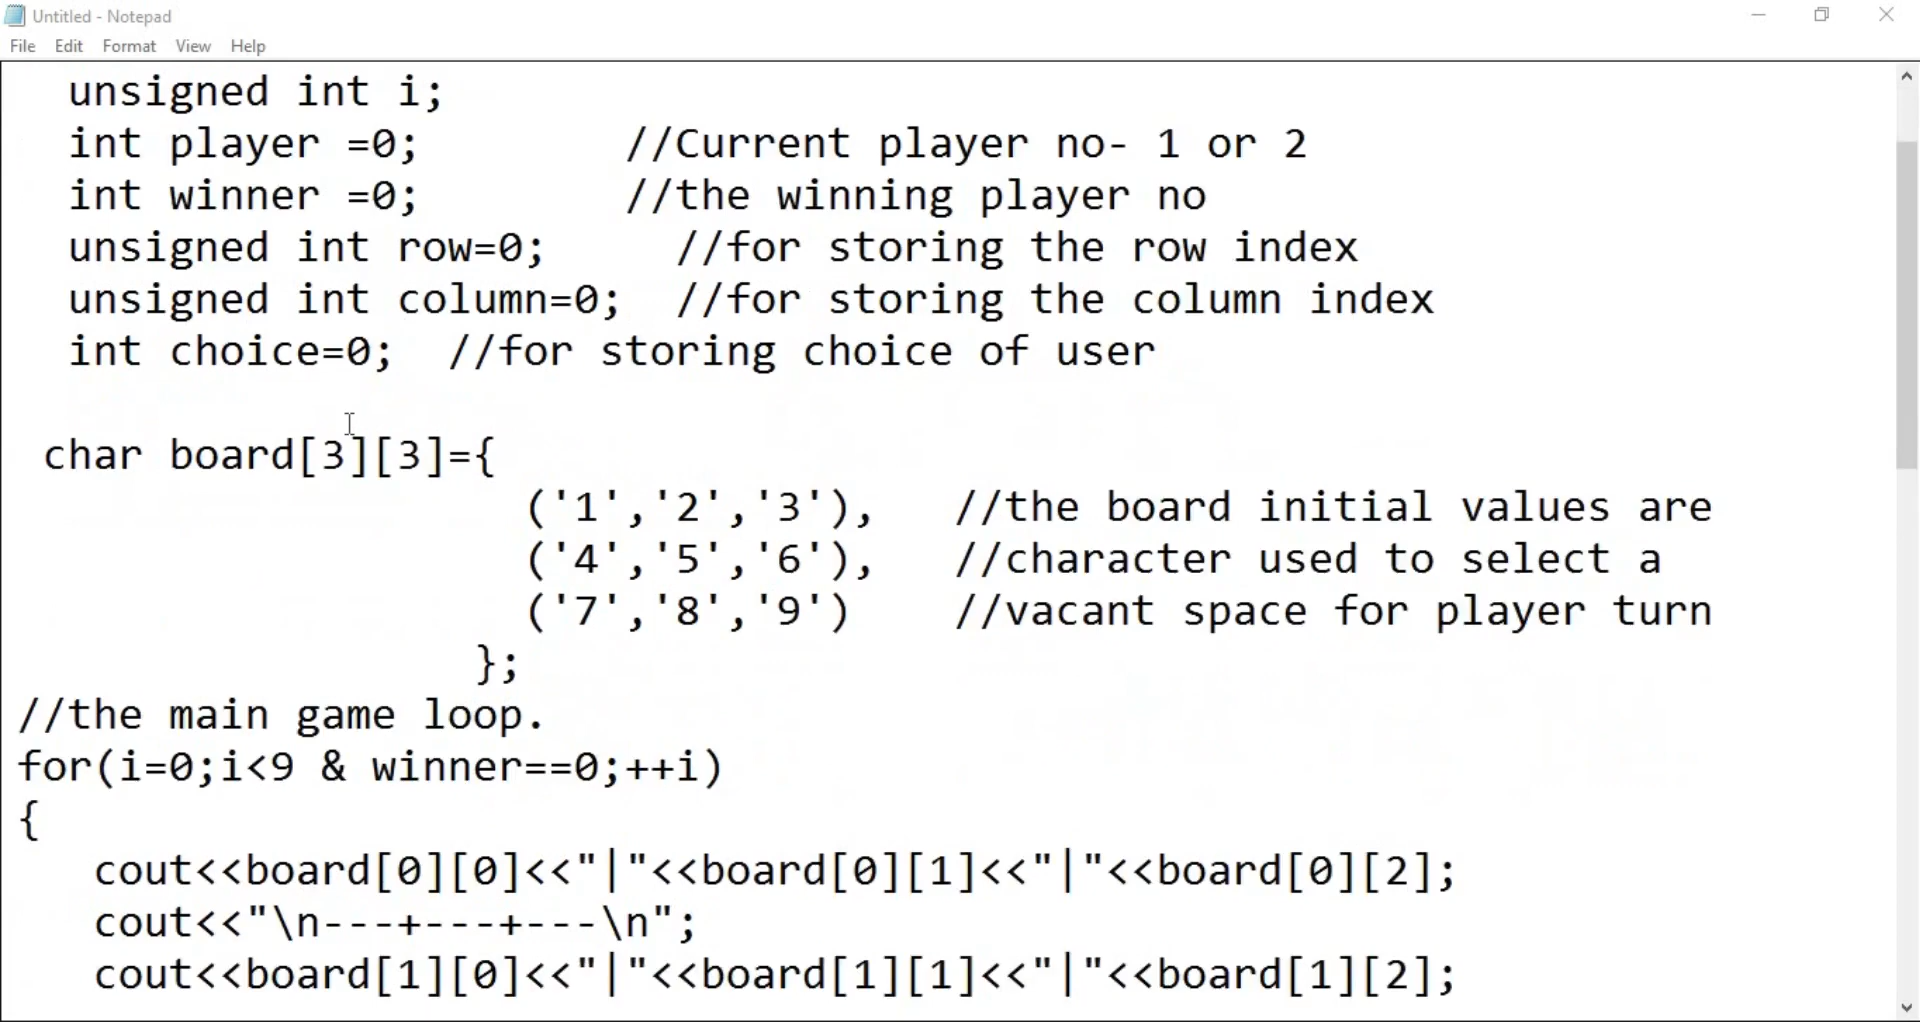 Untitled - Notepad
File Edit Format View Help
unsigned int i;
int player =0; //Current player no- 1 or 2
int winner =0; //the winning player no
unsigned int row=0; //for storing the row index
unsigned int column=0; //for storing the column index
int choice=0; //for storing choice of user
char board[3][3]={
('1','2','3'), //the board initial values are
('4','5','6'), //character used to select a
('7','8','9') //vacant space for player turn
};
//the main game loop.
for(i=0;i<9 & winner==0;++i)
{
cout<<board[0][0]<<"|"<<board[0][1]<<"|"<<board[0][2];
cout<<"\n---+---+---\n";
cout<<board[1][0]<<"|"<<board[1][1]<<"|"<<board[1][2];